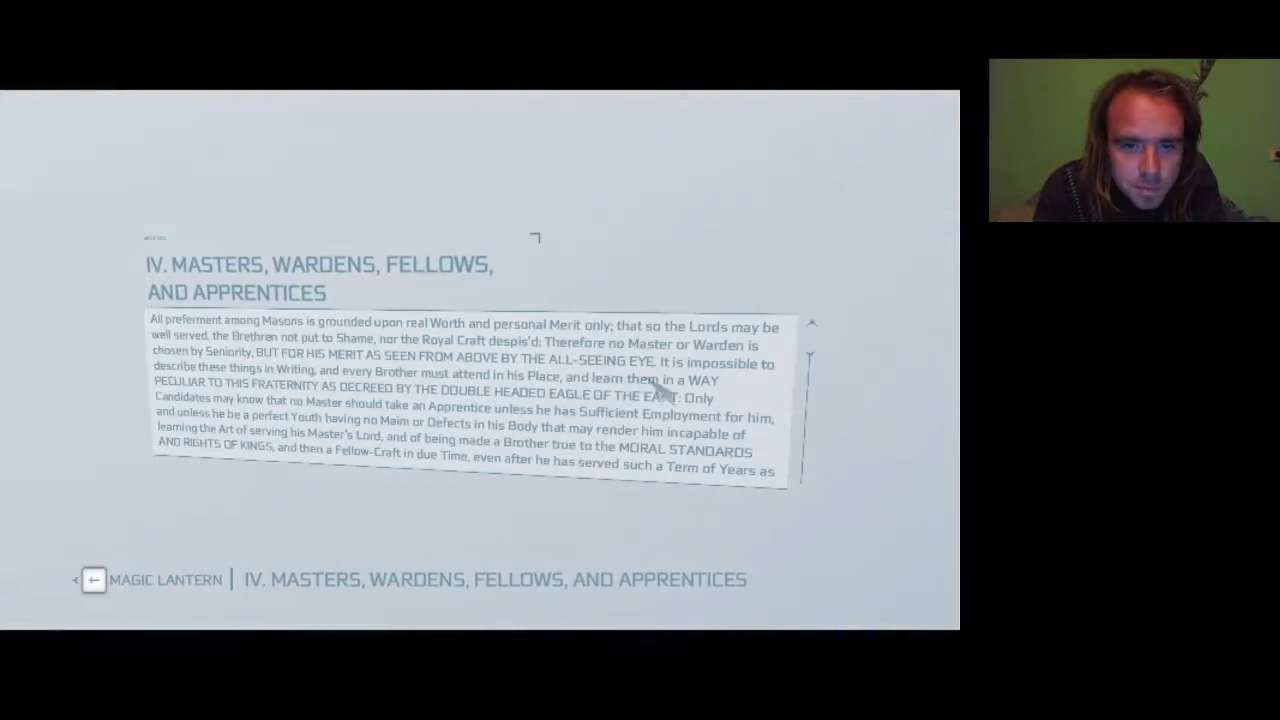 IV. MASTERS, WARDENS, FELLOWS,
AND APPRENTICES
All preferment among Masons is grounded upon real Worth and personal Merit only; that so the Lords may be
well served, the Brethren not put to Shame, nor the Royal Craft despis'd: Therefore no Master or Warden is
chosen by Seniority, BUT FOR HIS MERIT AS SEEN FROM ABOVE BY THE ALL-SEEING EYE. It is impossible to
describe these things in Writing, and every Brother must attend in his Place, and learn them in a WAY
PECULIAR TO THIS FRATERNITY AS DECREED BY THE DOUBLE HEADED EAGLE OF THE EAST: Only
Candidates may know that no Master should take an Apprentice unless he has Sufficient Employment for him,
and unless he be a perfect Youth having no Maim or Defects in his Body that may render him incapable of
learning the Art of serving his Master's Lord, and of being made a Brother true to the MORAL STANDARDS
AND RIGHTS OF KINGS, and then a Fellow-Craft in due Time, even after he has served such a Term of Years as
MAGIC LANTERN | IV. MASTERS, WARDENS, FELLOWS, AND APPRENTICES